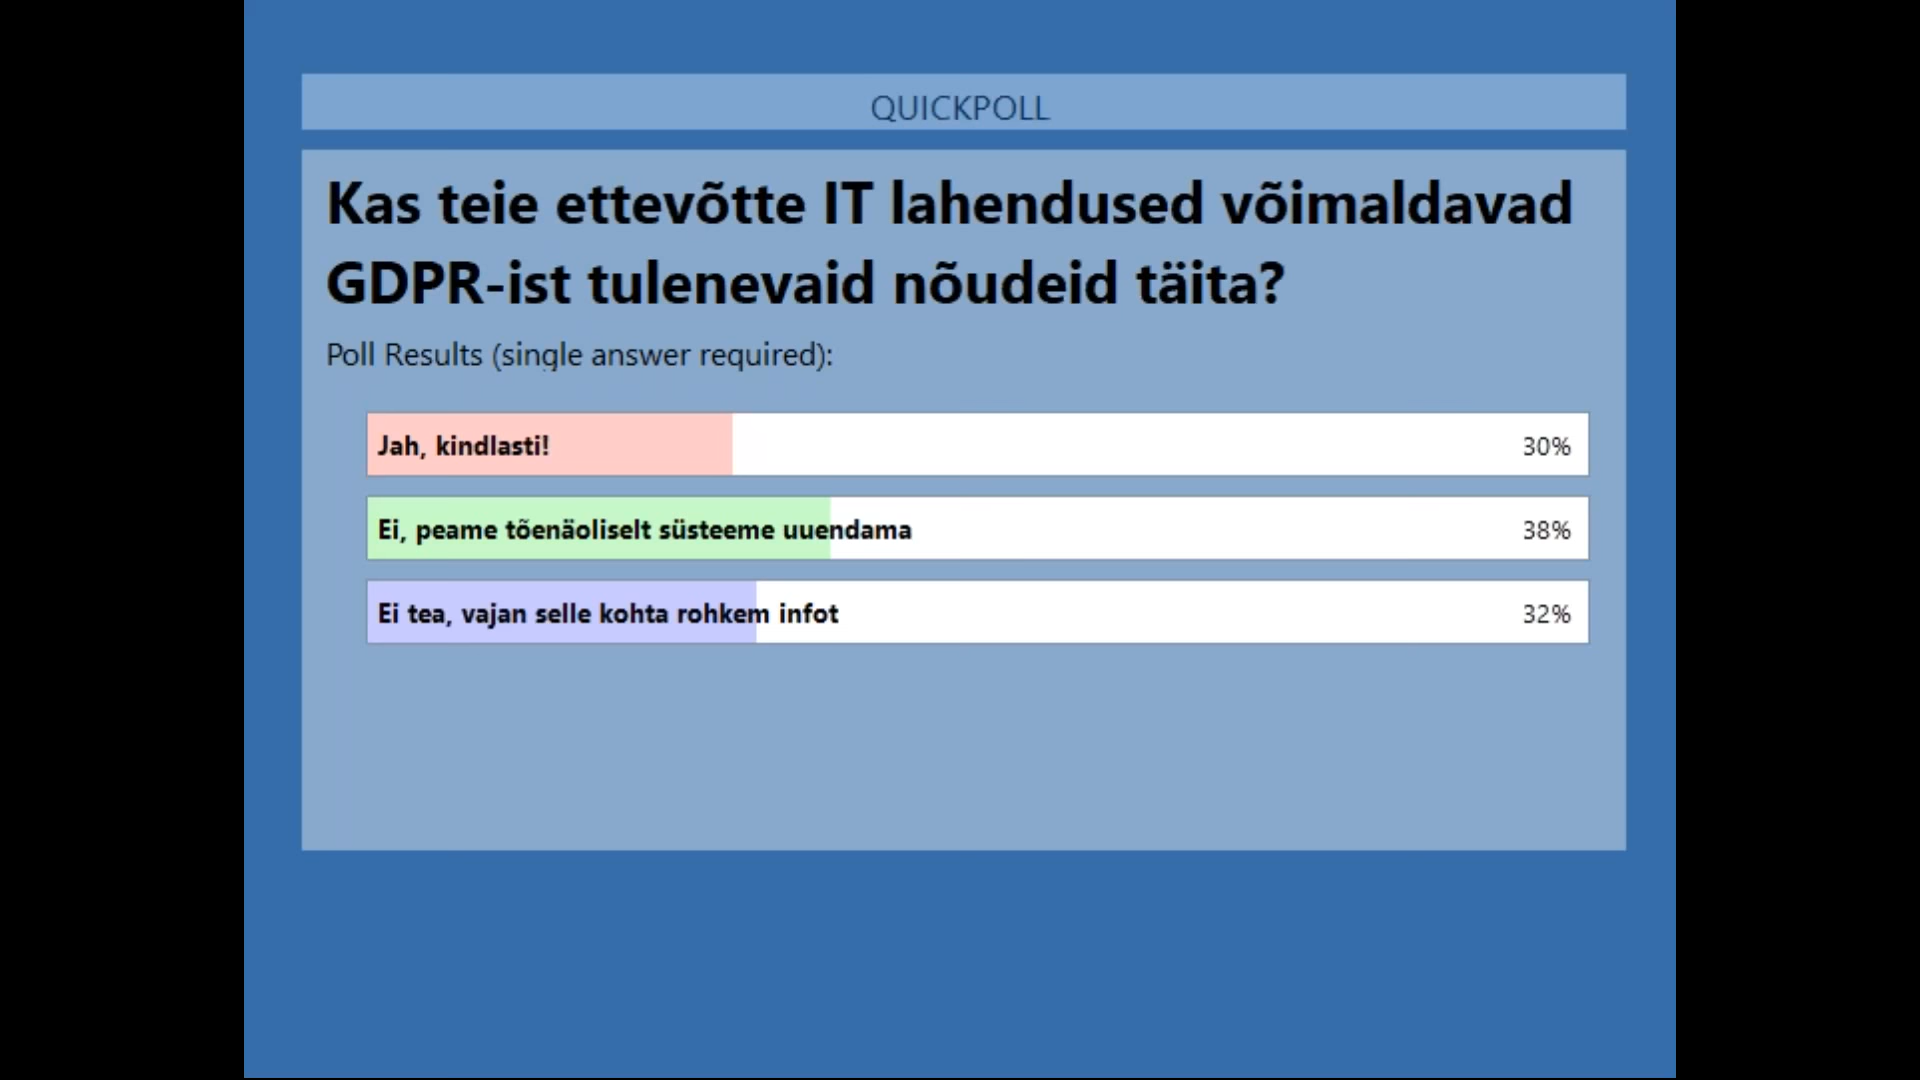 QUICKPOLL
Kas teie ettevõtte IT lahendused võimaldavad
GDPR-ist tulenevaid nõudeid täita?
Poll Results (single answer required):
Jah, kindlasti! 30%
Ei, peame tõenäoliselt süsteeme uuendama 38%
Ei tea, vajan selle kohta rohkem infot 32%